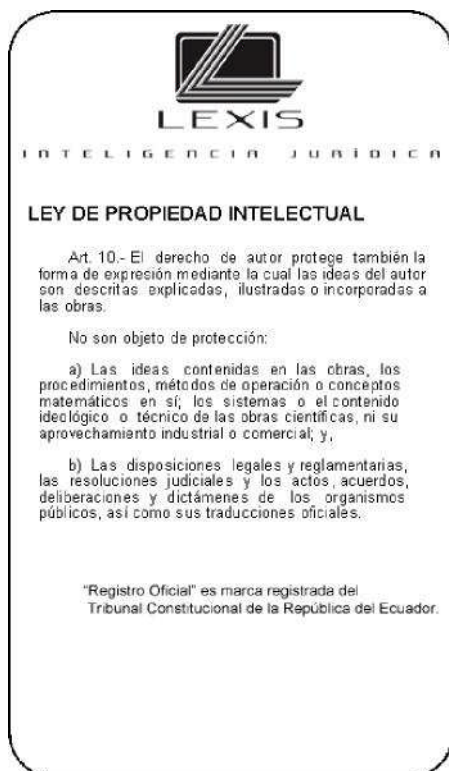 LEXIS
INTELIGENCIA JURÍDICA
LEY DE PROPIEDAD INTELECTUAL
Art. 10.- El derecho de autor protege también la
forma de expresión mediante la cual las ideas del autor
son descritas explicadas, ilustradas o incorporadas a
las obras.
No son objeto de protección:
a) Las ideas contenidas en las obras, los
procedimientos, métodos de operación o conceptos
matemáticos en sí; los sistemas o el contenido
ideológico o técnico de las obras científicas, ni su
aprovechamiento industrial o comercial; y,
b) Las disposiciones legales y reglamentarias,
las resoluciones judiciales y los actos, acuerdos,
deliberaciones y dictámenes de los organismos
públicos, así como sus traducciones oficiales.
"Registro Oficial" es marca registrada del
Tribunal Constitucional de la República del Ecuador.